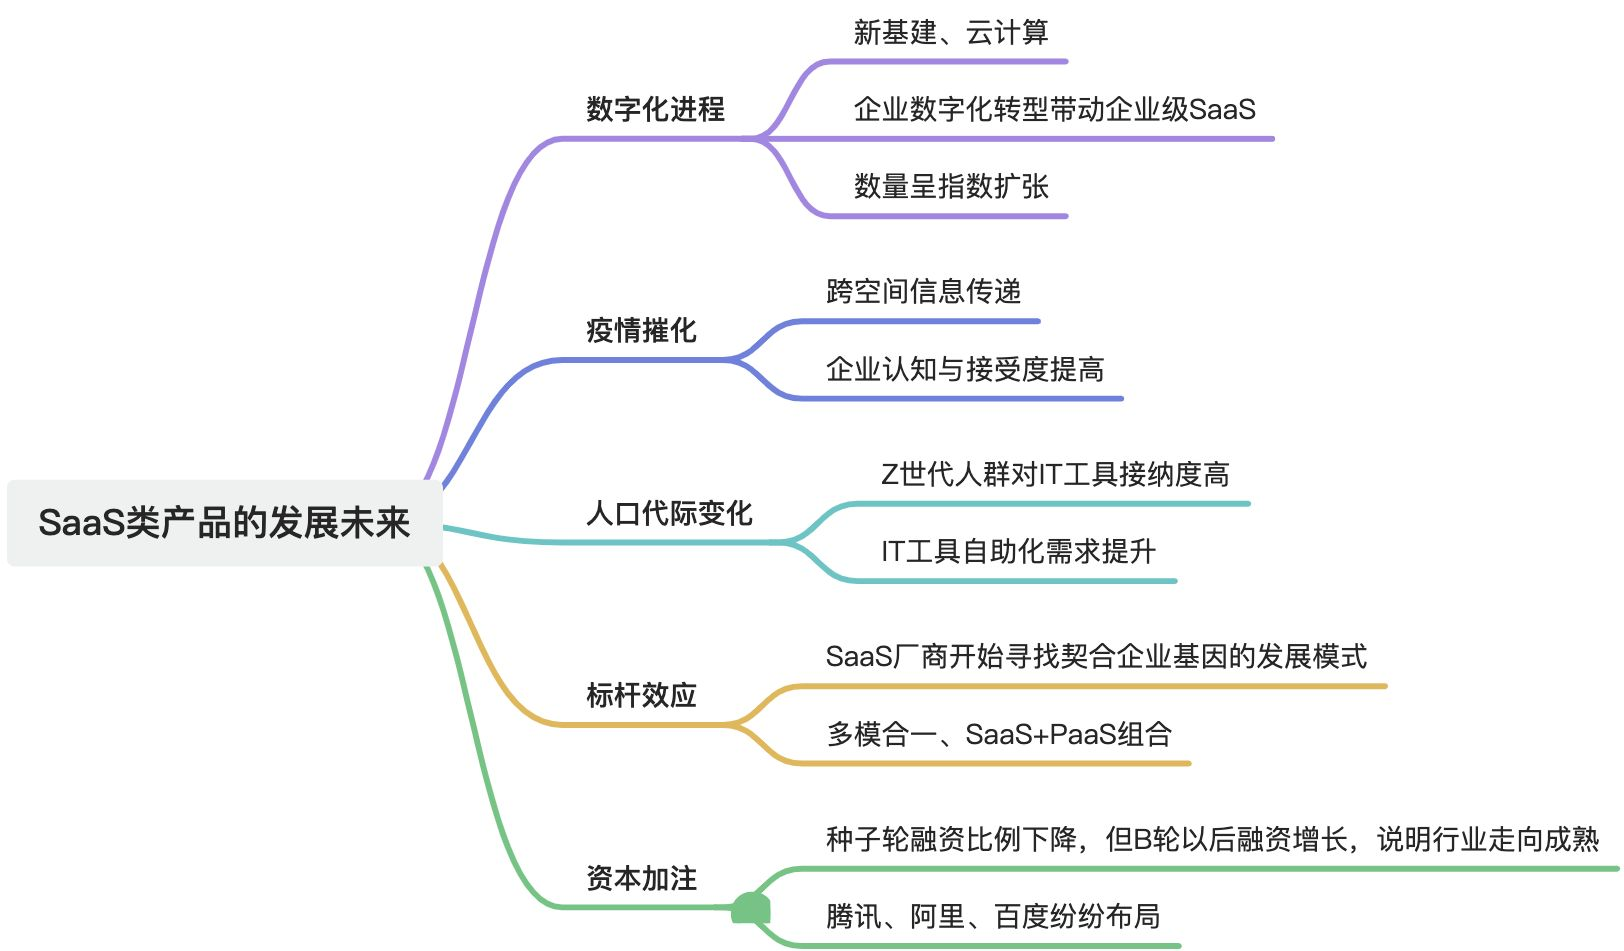 SaaS类产品的发展未来
数字化进程
新基建、云计算
企业数字化转型带动企业级SaaS
数量呈指数扩张
疫情摧化
跨空间信息传递
企业认知与接受度提高
人口代际变化
Z世代人群对IT工具接纳度高
IT工具自助化需求提升
标杆效应
SaaS厂商开始寻找契合企业基因的发展模式
多模合一、SaaS+PaaS组合
资本加注
种子轮融资比例下降，但B轮以后融资增长，说明行业走向成熟
腾讯、阿里、百度纷纷布局